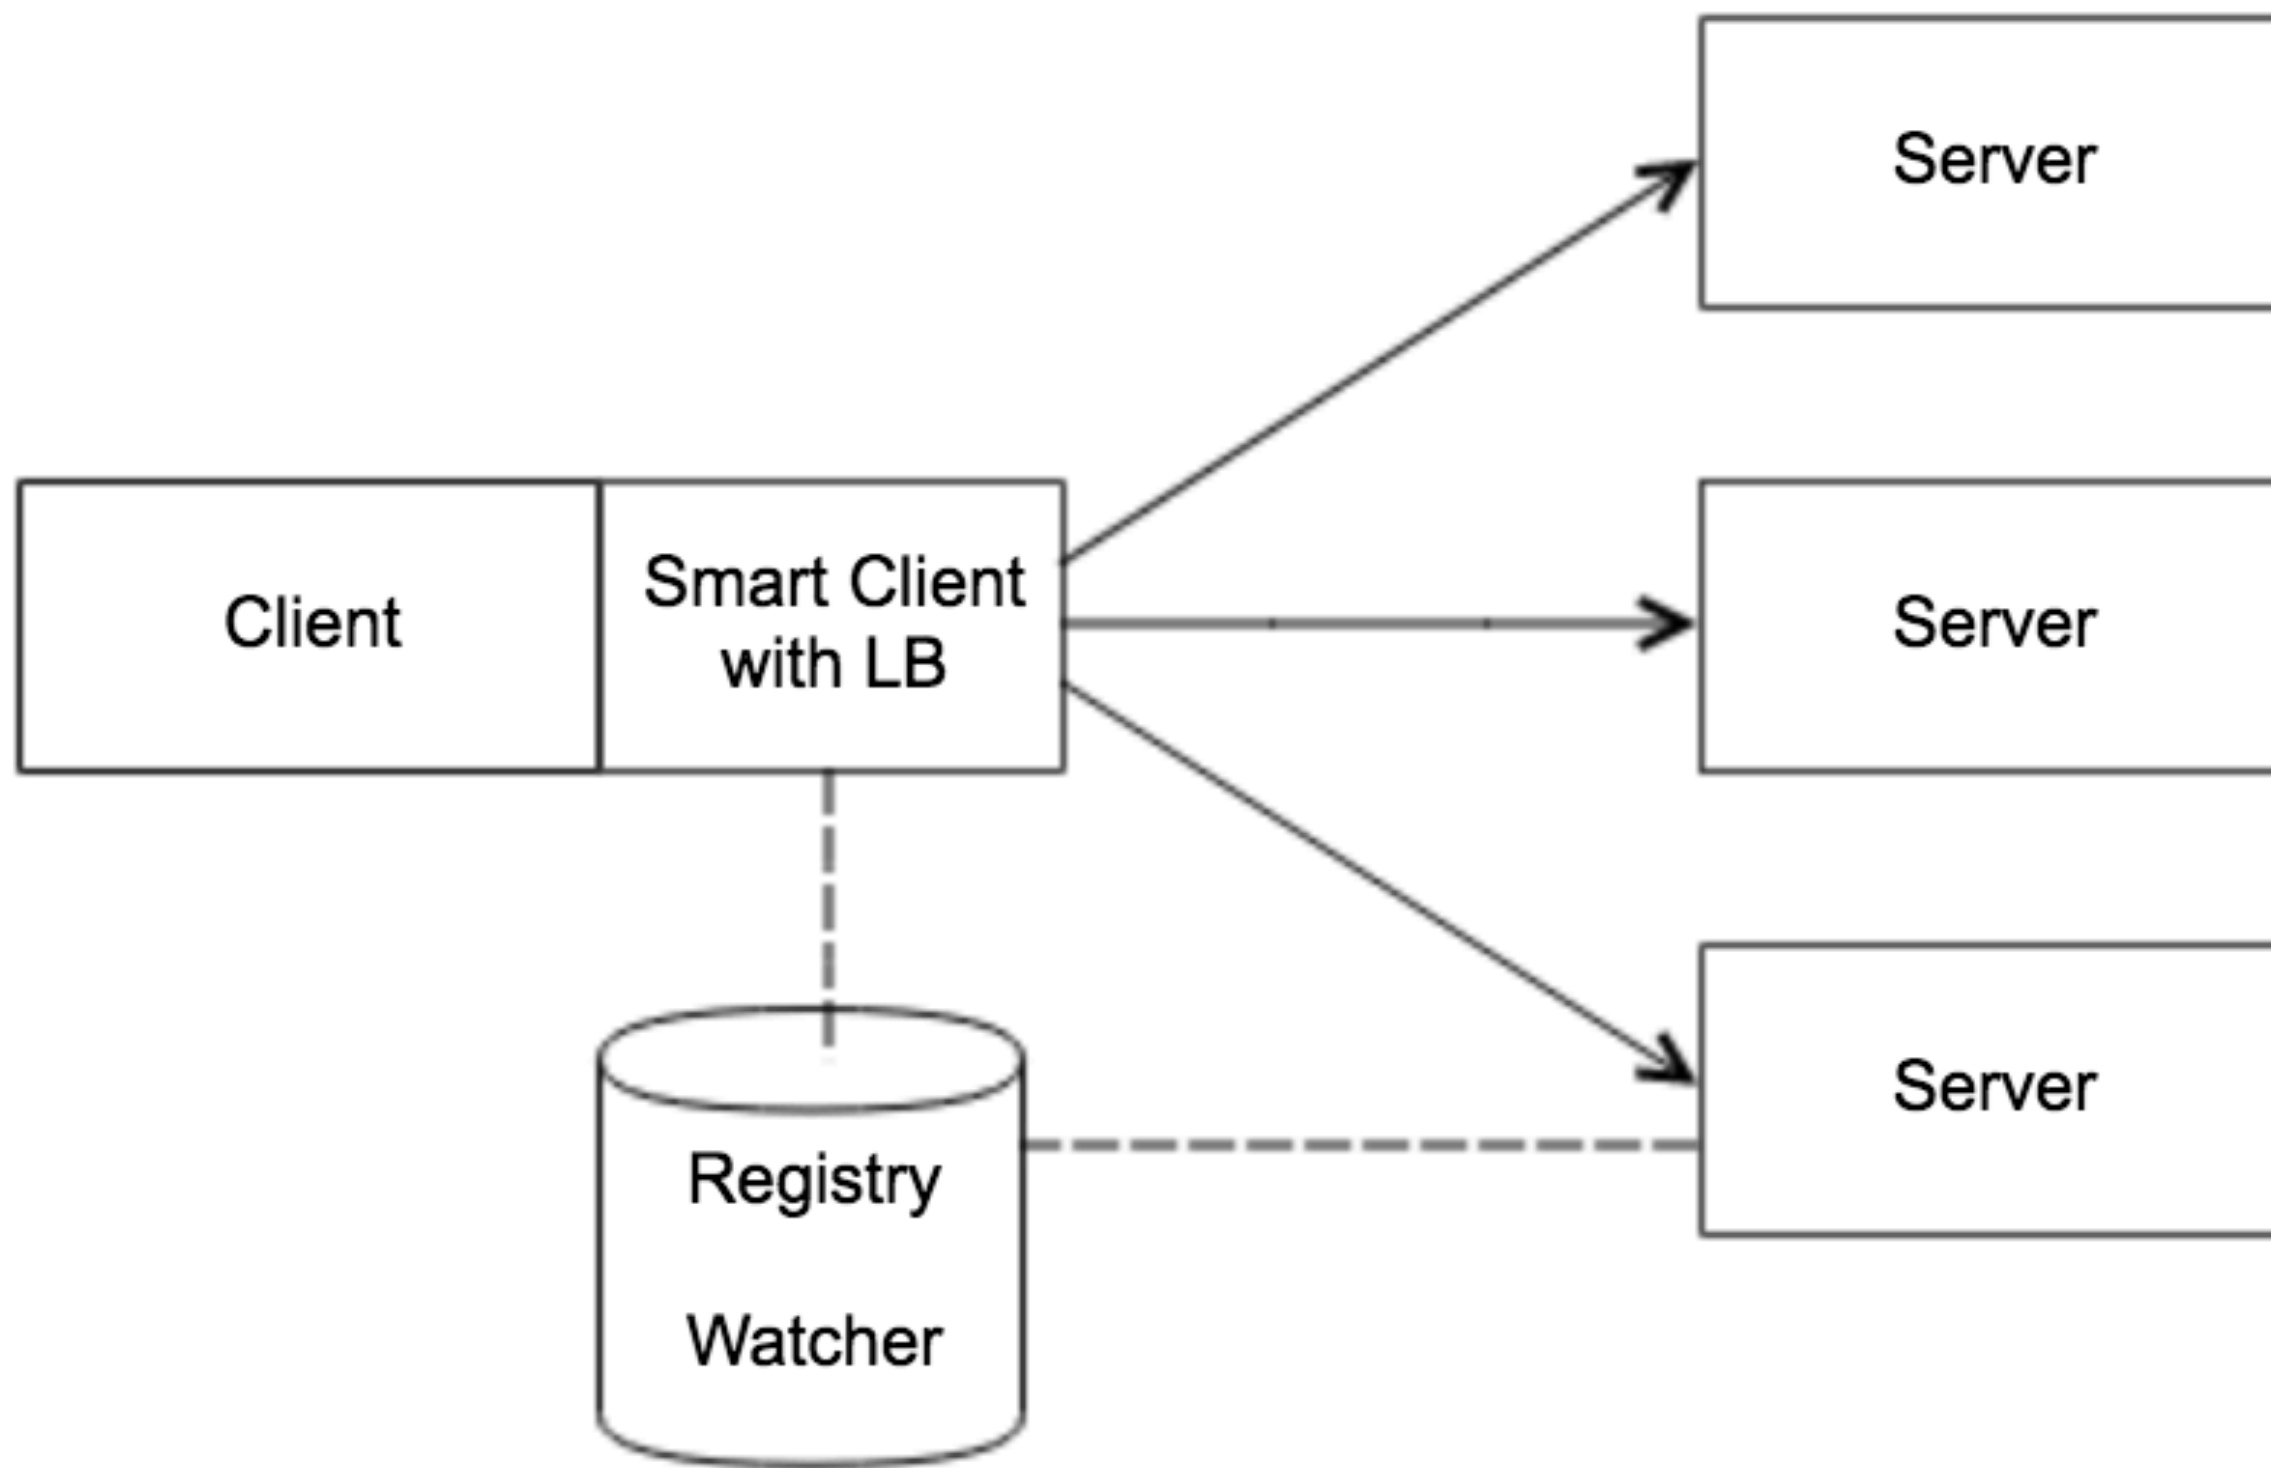 Server
Client
Smart Client
with LB
Server
Server
Registry
Watcher